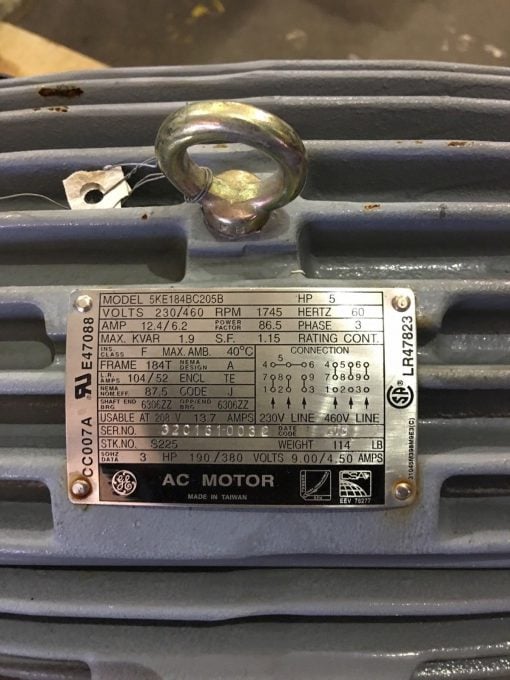 MODEL 5KE184BC205B HP 5
VOLTS 230/460 RPM 1745 HERTZ 60
AMP 12.4/6.2 POWER FACTOR 86.5 PHASE 3
MAX. KVAR 1.9 S.F. 1.15 RATING CONT.
INS CLASS F MAX. AMB. 40°C CONNECTION
FRAME 184T NEMA DESIGN A
L.R. AMPS 104/52 ENCL TE
NEMA NOM.EFF. 87.5 CODE J
SHAFT END BRG 6306ZZ OPP.END BRG 6306ZZ
USABLE AT 208 V 13.7 AMPS 230V LINE 460V LINE
SERNO. DATE CODE
STK.NO. S225 WEIGHT 114 LB
50HZ DATA 3 HP 190/380 VOLTS 9.00/4.50 AMPS
GE AC MOTOR
MADE IN TAIWAN
EEV 78277
CC007A
E47088
LR47823